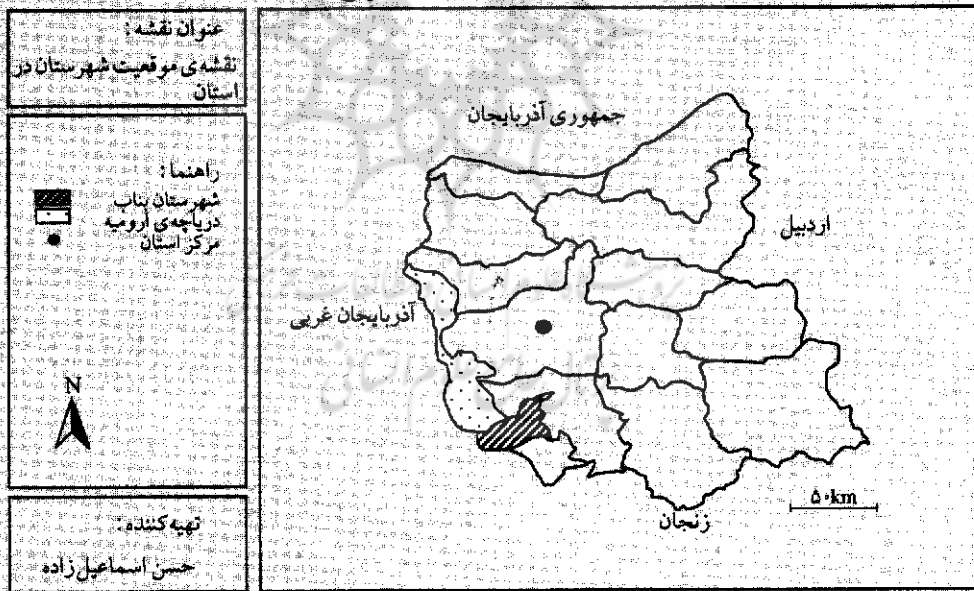 عنوان نقشه:
نقشه‌ی موقعیت شهرستان در
استان
راهنما:
شهرستان بناب
دریاچه‌ی ارومیه
مرکز استان
N
تهیه‌کننده:
حسن اسماعیل‌زاده
جمهوری آذربایجان
اردبیل
آذربایجان غربی
زنجان
۵۰km